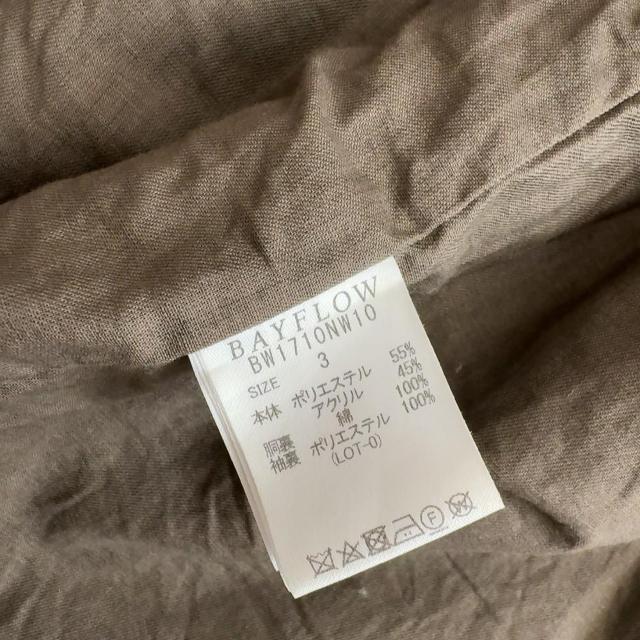 BAYFLOW
BW1710NW10
SIZE 3
本体 ポリエステル 55%
アクリル 45%
胴裏 綿 100%
袖裏 ポリエステル 100%
(LOT-0)